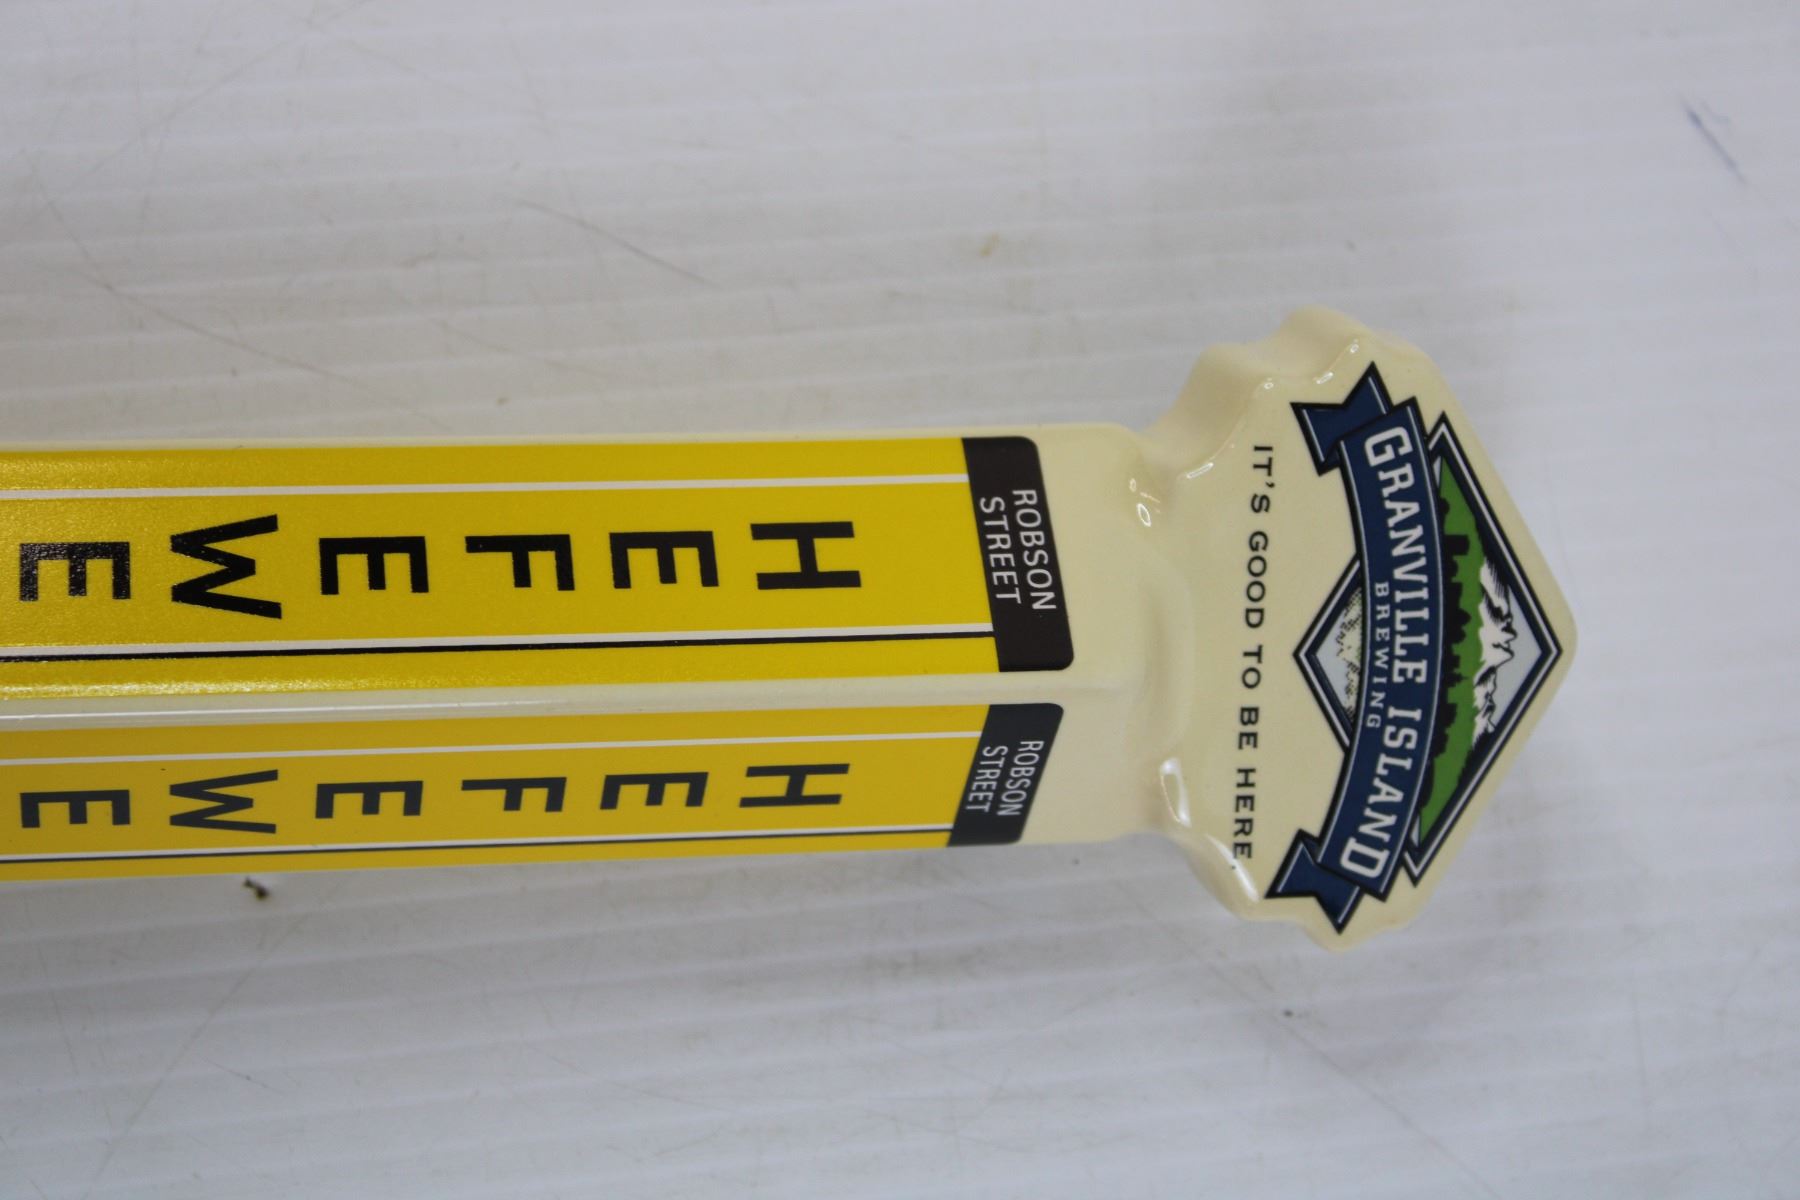 GRANVILLE ISLAND
BREWING
IT'S GOOD TO BE HERE
ROBSON
STREET
HEFEWE
ROBSON
STREET
HEFEWE